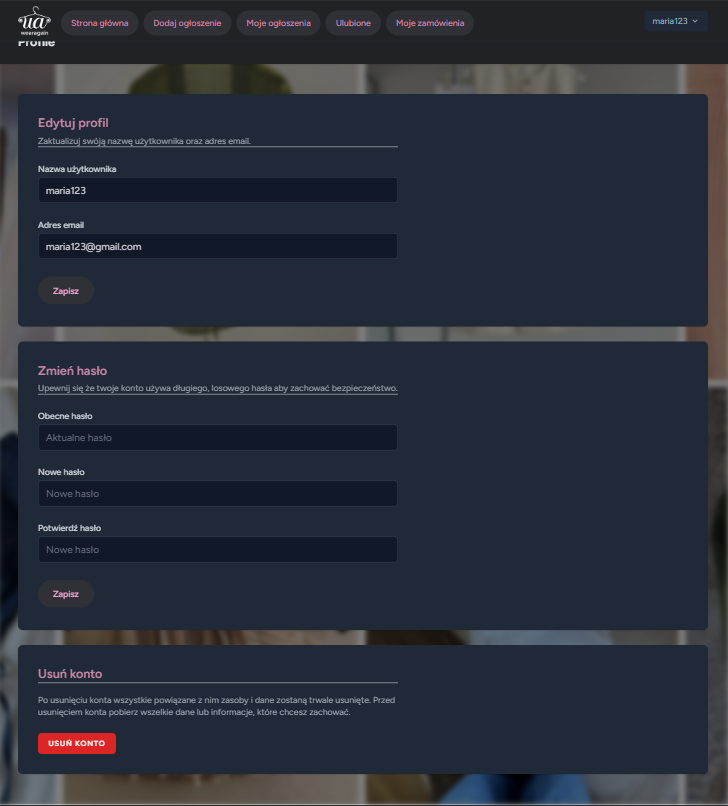 ua
wearagain
Strona główna
Dodaj ogłoszenie
Moje ogłoszenia
Ulubione
Moje zamówienia
maria123
Profile
Edytuj profil
Zaktualizuj swóją nazwę użytkownika oraz adres email.
Nazwa użytkownika
maria123
Adres email
maria123@gmail.com
Zapisz
Zmień hasło
Upewnij się że twoje konto używa długiego, losowego hasła aby zachować bezpieczeństwo.
Obecne hasło
Aktualne hasło
Nowe hasło
Nowe hasło
Potwierdź hasło
Nowe hasło
Zapisz
Usuń konto
Po usunięciu konta wszystkie powiązane z nim zasoby i dane zostaną trwale usunięte. Przed
usunięciem konta pobierz wszelkie dane lub informacje, które chcesz zachować.
USUŃ KONTO